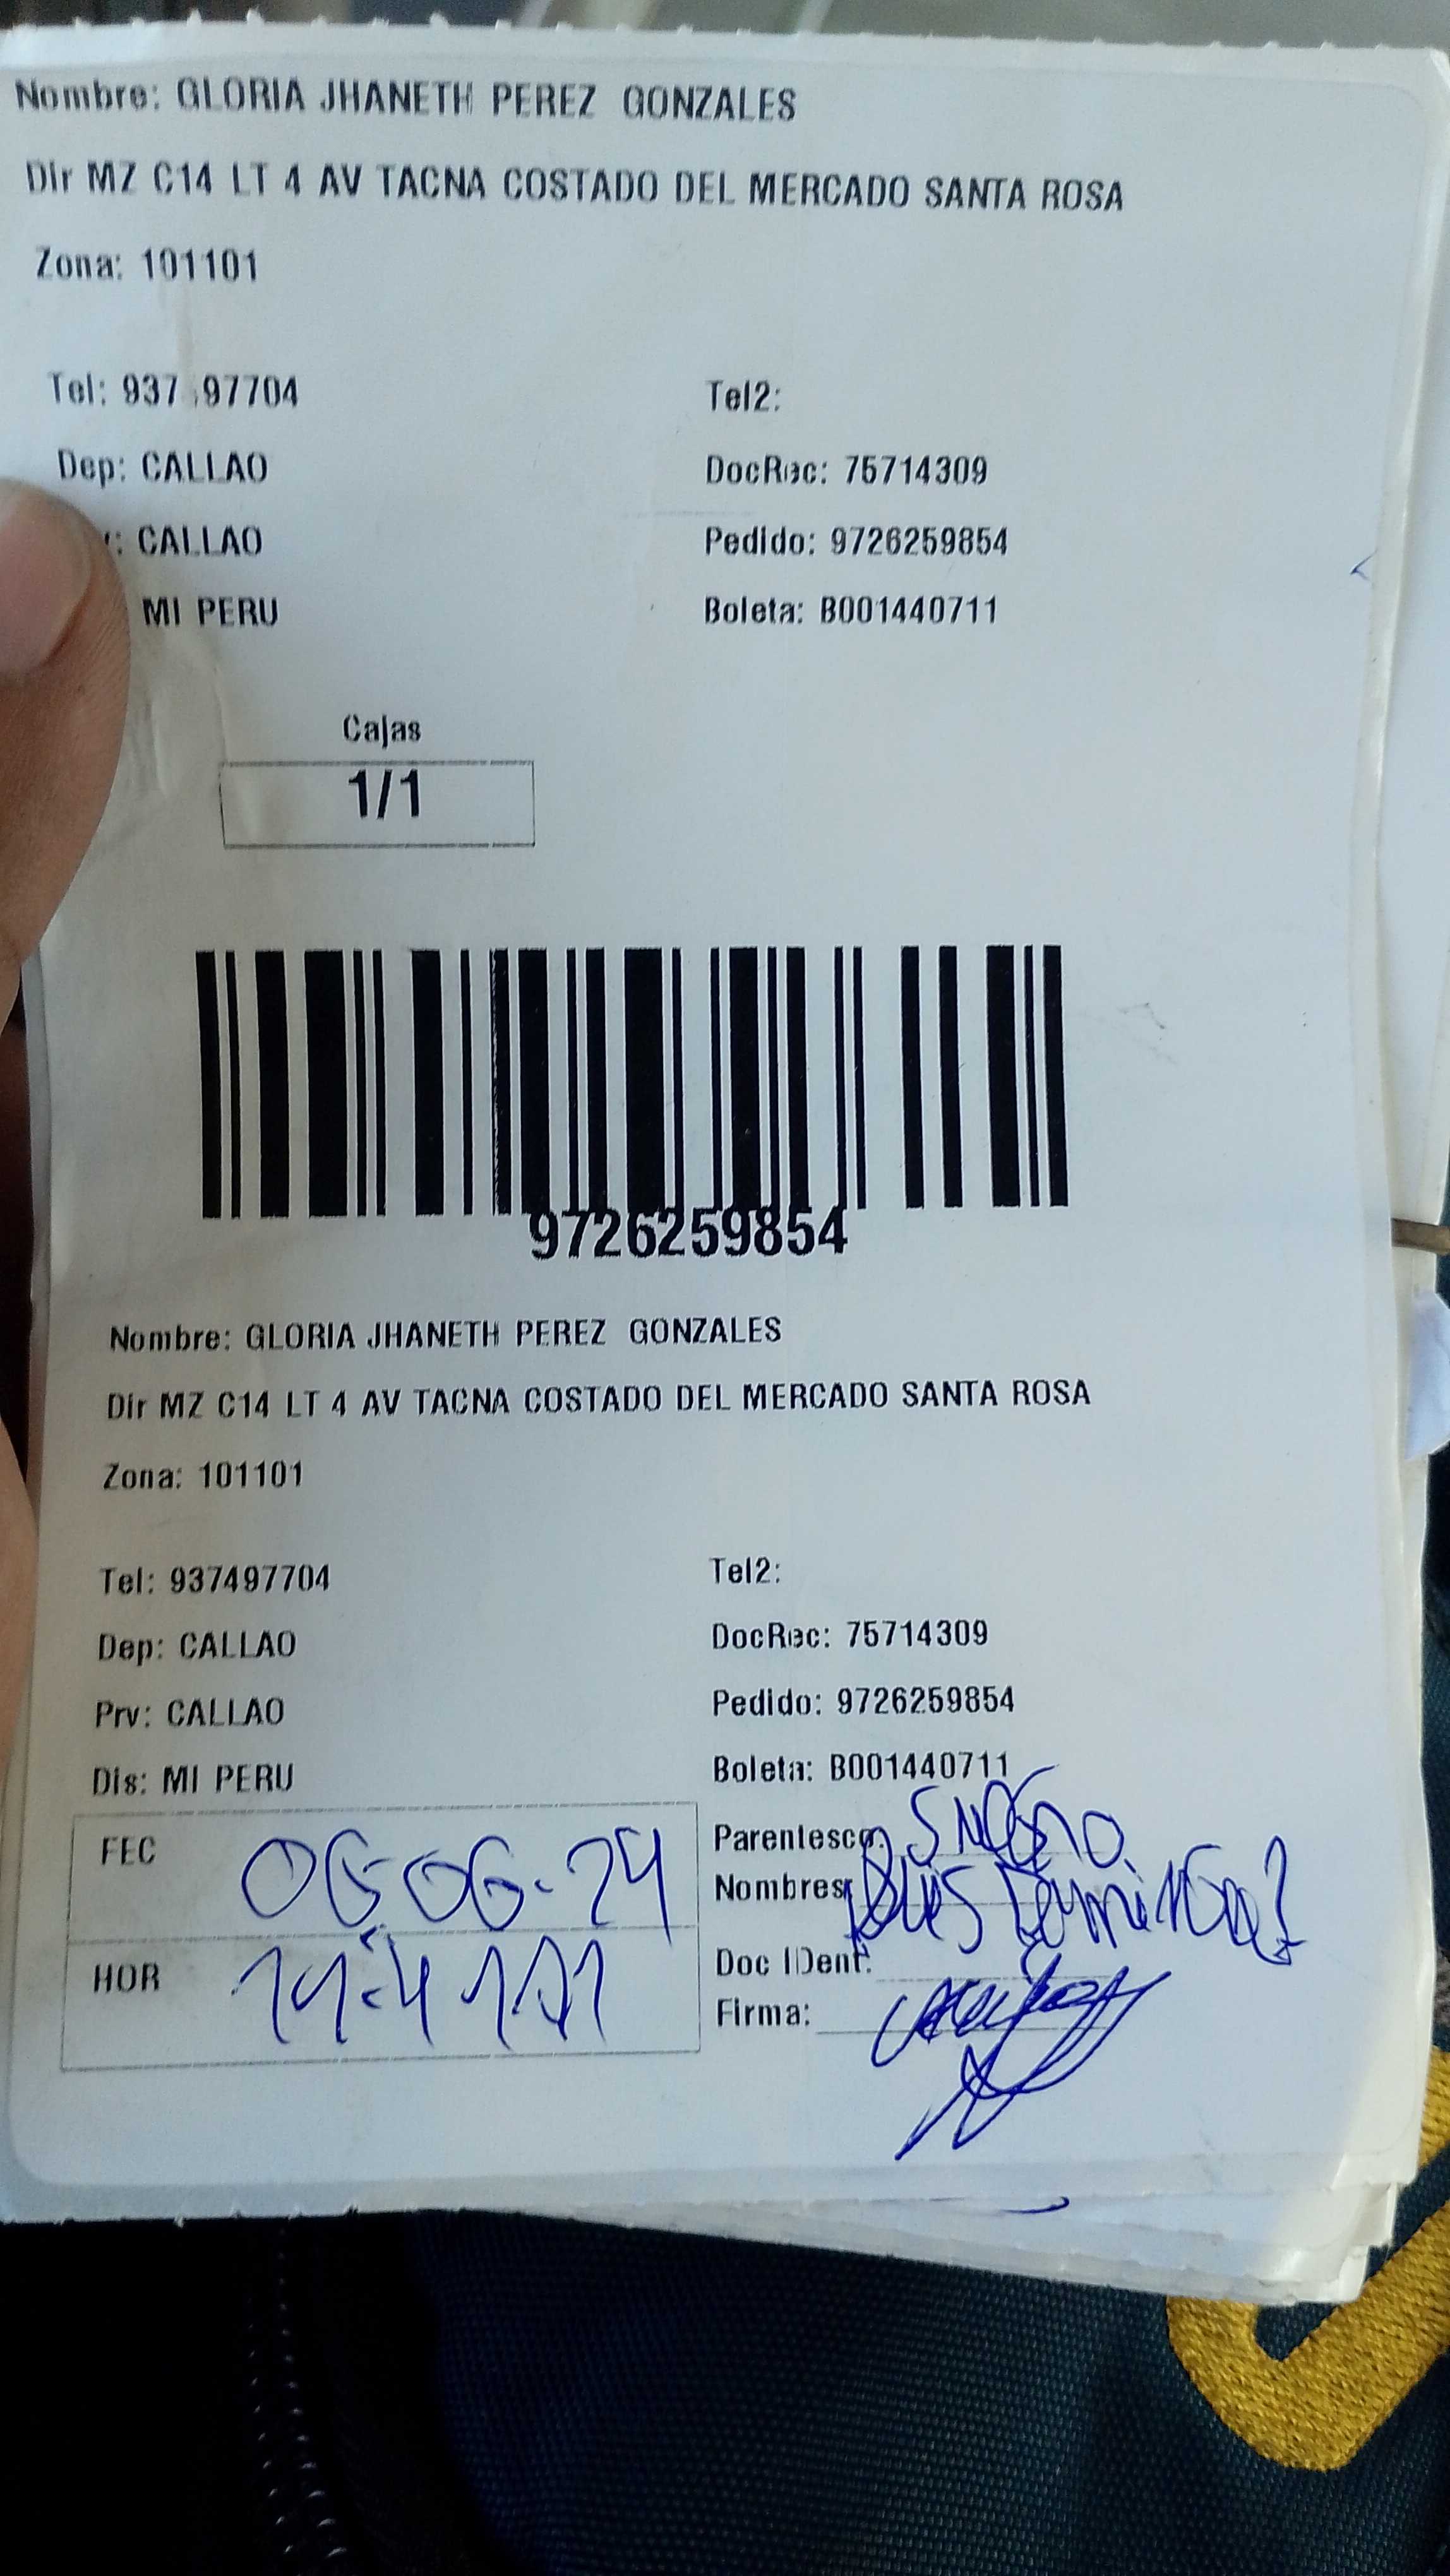 Nombre: GLORIA JHANETH PEREZ GONZALES
Dir MZ C14 LT 4 AV TACNA COSTADO DEL MERCADO SANTA ROSA
Zona: 101101
Tel: 937 97704 Tel2:
Dep: CALLAO DocRec: 75714309
: CALLAO Pedido: 9726259854
MI PERU Boleta: B001440711
Cajas
1/1
9726259854
Nombre: GLORIA JHANETH PEREZ GONZALES
Dir MZ C14 LT 4 AV TACNA COSTADO DEL MERCADO SANTA ROSA
Zona: 101101
Tel: 937497704 Tel2:
Dep: CALLAO DocRec: 75714309
Prv: CALLAO Pedido: 9726259854
Dis: MI PERU Boleta: B001440711
FEC 06-06-24 Parentesco:
Nombres:
HOR Doc IDent:
Firma: